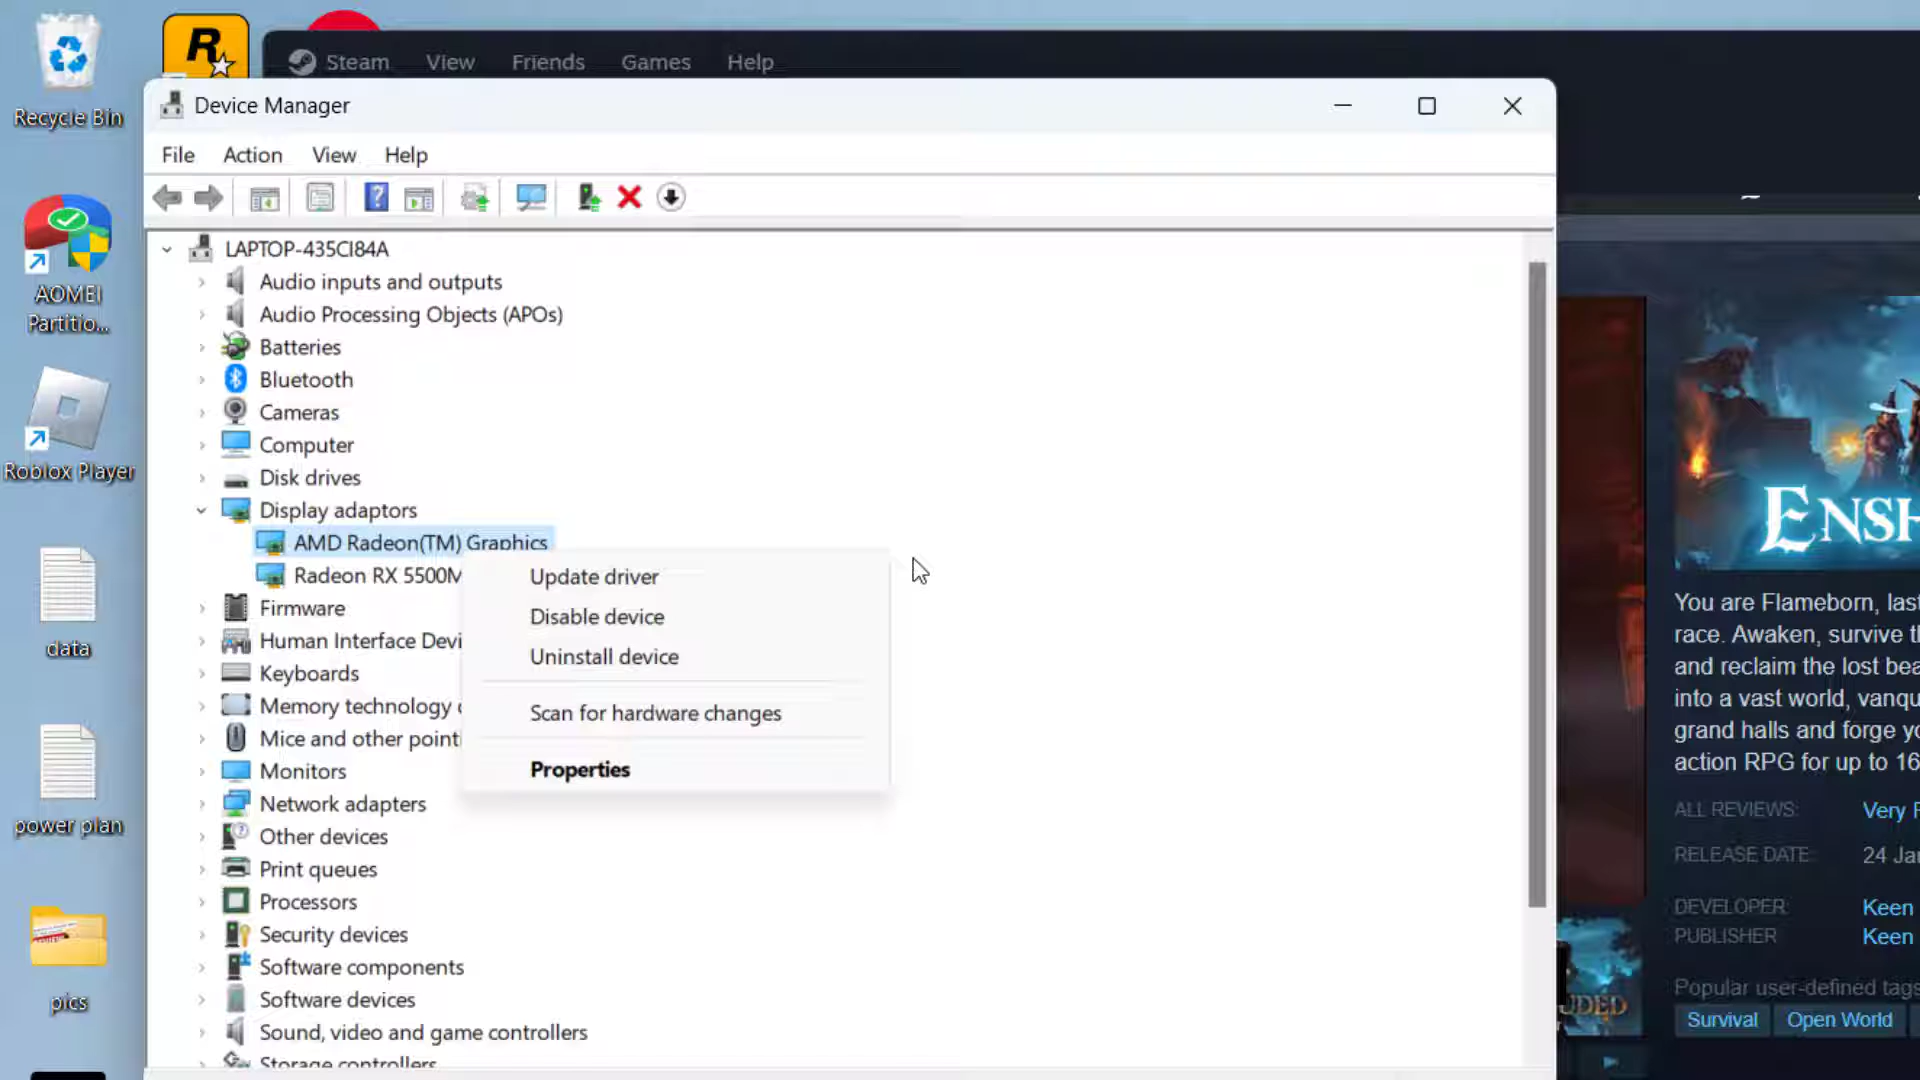 Steam View Friends Games Help
Recycle Bin
Device Manager
File Action View Help
LAPTOP-435CI84A
Audio inputs and outputs
Audio Processing Objects (APOs)
Batteries
Bluetooth
Cameras
Computer
Disk drives
Display adaptors
AMD Radeon(TM) Graphics
Radeon RX 5500M
Firmware
Human Interface Devi
Keyboards
Memory technology
Mice and other point
Monitors
Network adapters
Other devices
Print queues
Processors
Security devices
Software components
Software devices
Sound, video and game controllers
Storage controllers
Update driver
Disable device
Uninstall device
Scan for hardware changes
Properties
AOMEI
Partitio...
Roblox Player
data
power plan
pics
ENSH
You are Flameborn, last
race. Awaken, survive t
and reclaim the lost bea
into a vast world, vanqu
grand halls and forge yo
action RPG for up to 16
ALL REVIEWS: Very
RELEASE DATE: 24 Jan
DEVELOPER: Keen
PUBLISHER Keen
Popular user-defined tags
Survival Open World